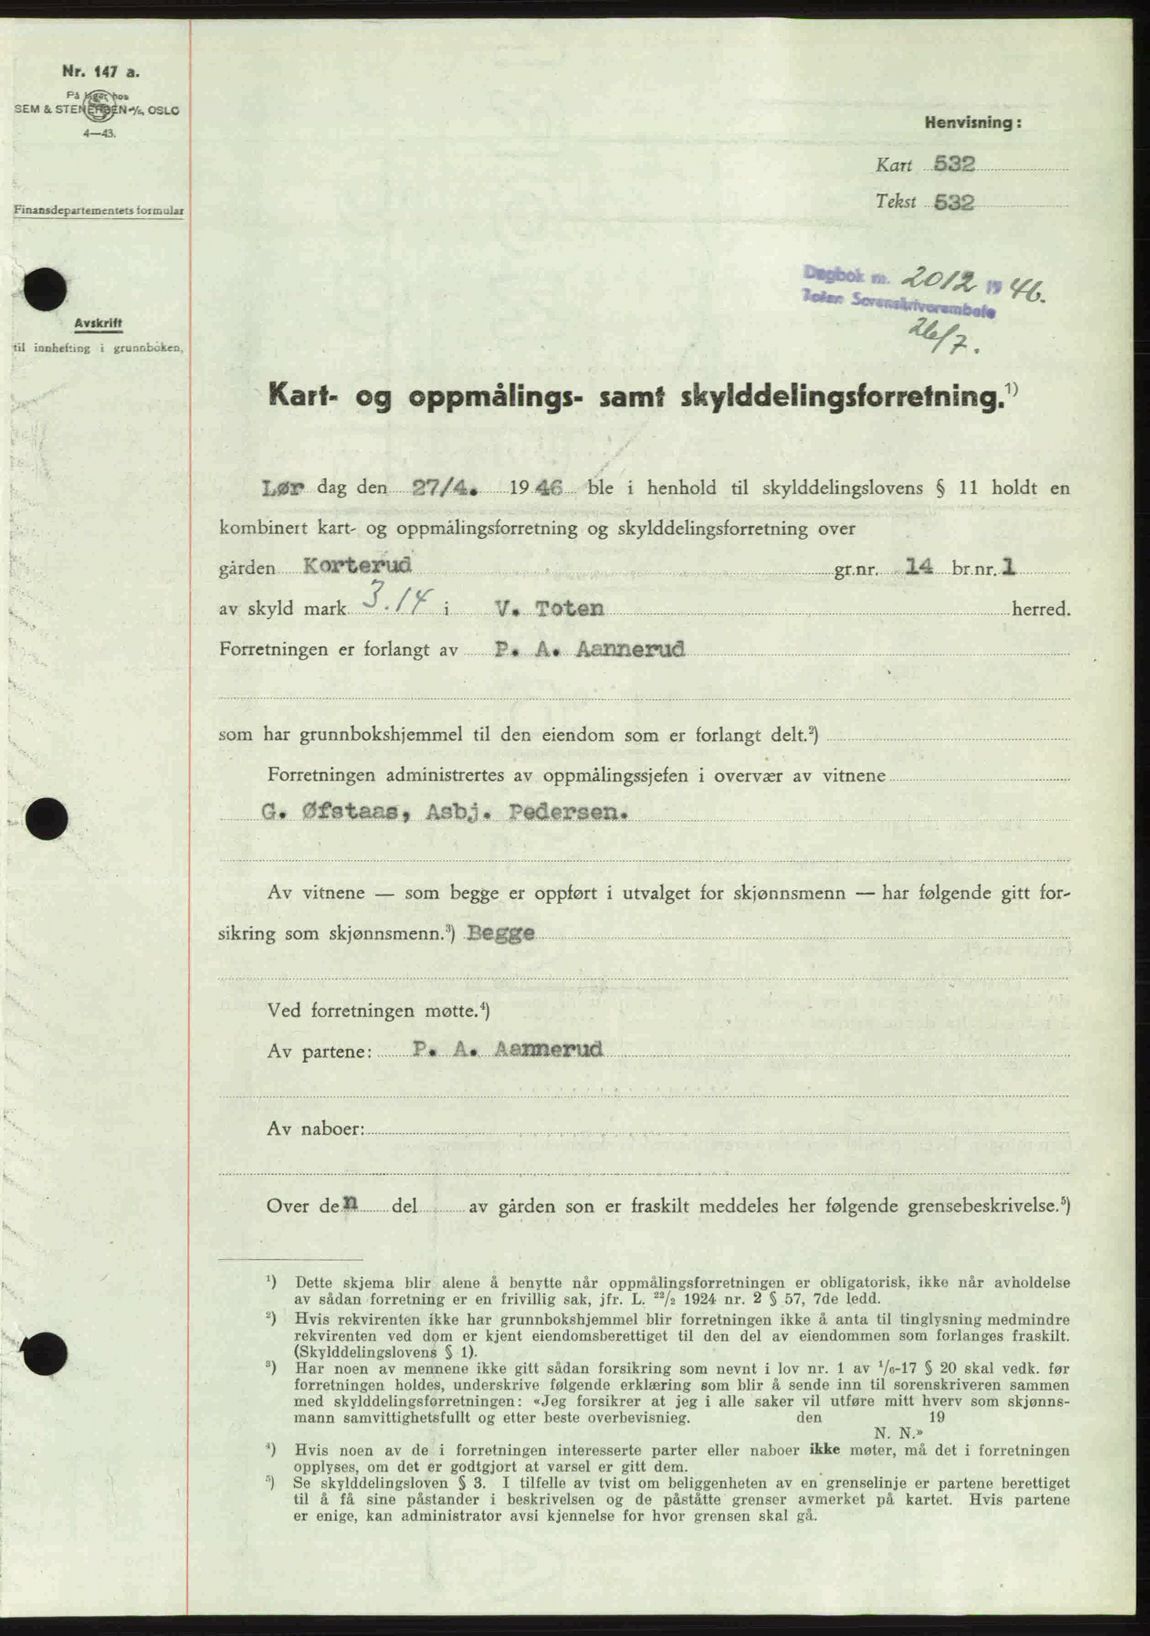 Nr. 147 a.
På lager hos
SEM & STENERSEN A/S, OSLO
4—43.
Finansdepartementets formular
Avskrift
til innhefting i grunnboken.
Henvisning:
Kart 532
Tekst 532
Dagbok nr. 2012 1946.
Toten Sorenskriverembete
26/7.
Kart- og oppmålings- samt skylddelingsforretning.¹)
Lør dag den 27/4. 1946 ble i henhold til skylddelingslovens § 11 holdt en
kombinert kart- og oppmålingsforretning og skylddelingsforretning over
gården Korterud gr.nr. 14 br.nr. 1
av skyld mark 3.14 i V. Toten herred.
Forretningen er forlangt av P. A. Aannerud
som har grunnbokshjemmel til den eiendom som er forlangt delt.²)
Forretningen administrertes av oppmålingssjefen i overvær av vitnene
G. Øfstaas, Asbj. Pedersen.
Av vitnene — som begge er oppført i utvalget for skjønnsmenn — har følgende gitt for-
sikring som skjønnsmenn.³) Begge
Ved forretningen møtte.⁴)
Av partene: P. A. Aannerud
Av naboer:
Over den del av gården son er fraskilt meddeles her følgende grensebeskrivelse.⁵)
¹) Dette skjema blir alene å benytte når oppmålingsforretningen er obligatorisk, ikke når avholdelse
av sådan forretning er en frivillig sak, jfr. L. ²²/₂ 1924 nr. 2 § 57, 7de ledd.
²) Hvis rekvirenten ikke har grunnbokshjemmel blir forretningen ikke å anta til tinglysning medmindre
rekvirenten ved dom er kjent eiendomsberettiget til den del av eiendommen som forlanges fraskilt.
(Skylddelingslovens § 1).
³) Har noen av mennene ikke gitt sådan forsikring som nevnt i lov nr. 1 av ¹/₆-17 § 20 skal vedk. før
forretningen holdes, underskrive følgende erklæring som blir å sende inn til sorenskriveren sammen
med skylddelingsforretningen: «Jeg forsikrer at jeg i alle saker vil utføre mitt hverv som skjønns-
mann samvittighetsfullt og etter beste overbevisnieg. den 19
N. N.»
⁴) Hvis noen av de i forretningen interesserte parter eller naboer ikke møter, må det i forretningen
opplyses, om det er godtgjort at varsel er gitt dem.
⁵) Se skylddelingsloven § 3. I tilfelle av tvist om beliggenheten av en grenselinje er partene berettiget
til å få sine påstander i beskrivelsen og de påståtte grenser avmerket på kartet. Hvis partene
er enige, kan administrator avsi kjennelse for hvor grensen skal gå.